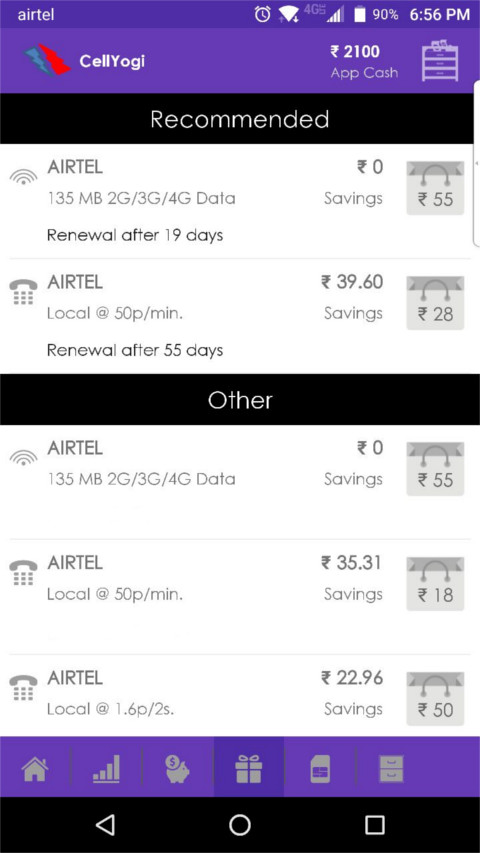 airtel 4G 90% 6:56 PM
CellYogi
₹ 2100
App Cash
Recommended
AIRTEL ₹ 0
135 MB 2G/3G/4G Data Savings ₹ 55
Renewal after 19 days
AIRTEL ₹ 39.60
Local @ 50p/min. Savings ₹ 28
Renewal after 55 days
Other
AIRTEL ₹ 0
135 MB 2G/3G/4G Data Savings ₹ 55
AIRTEL ₹ 35.31
Local @ 50p/min. Savings ₹ 18
AIRTEL ₹ 22.96
Local @ 1.6p/2s. Savings ₹ 50